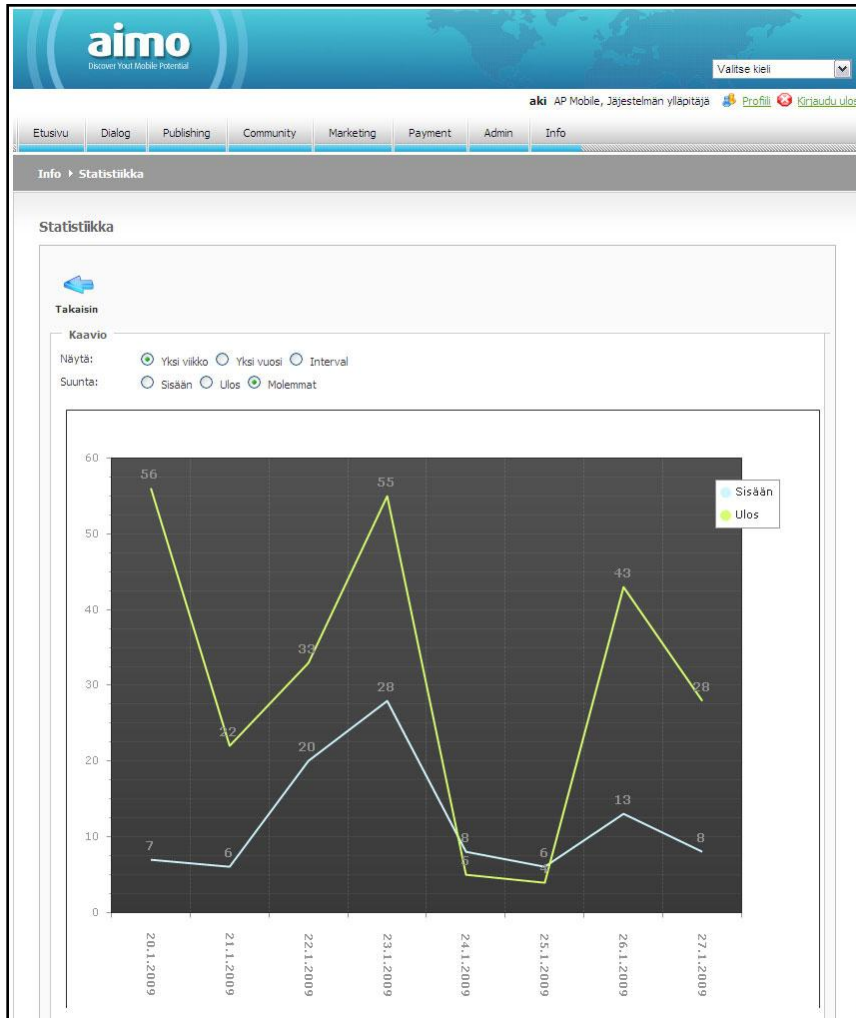 aimo
Discover Yout Mobile Potential
Valitse kieli
aki AP Mobile, Jäjestelmän ylläpitäjä Profiili Kirjaudu ulos
Etusivu Dialog Publishing Community Marketing Payment Admin Info
Info Statistiikka
Statistiikka
Takaisin
Kaavio
Näytä: Yksi viikko Yksi vuosi Interval
Suunta: Sisään Ulos Molemmat
60
56
55
Sisään
Ulos
50
43
40
33
30
28
28
22
20
20
13
10
7
6
8
5
6
4
8
0
20.1.2009
21.1.2009
22.1.2009
23.1.2009
24.1.2009
25.1.2009
26.1.2009
27.1.2009